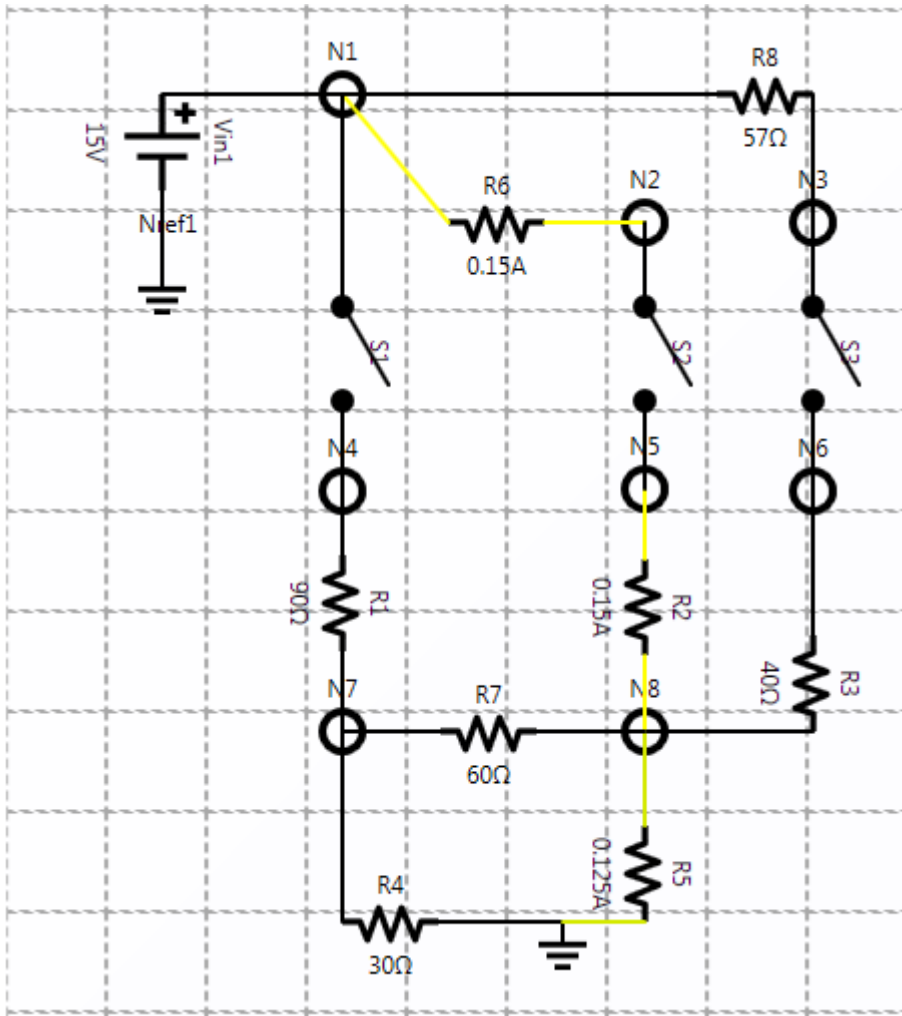 N1
R8
15V
Vin1
57Ω
R6
N2
N3
Nref1
0.15A
S1
S2
S3
N4
N5
N6
90Ω
R1
0.15A
R2
40Ω
R3
N7
R7
N8
60Ω
0.125A
R5
R4
30Ω